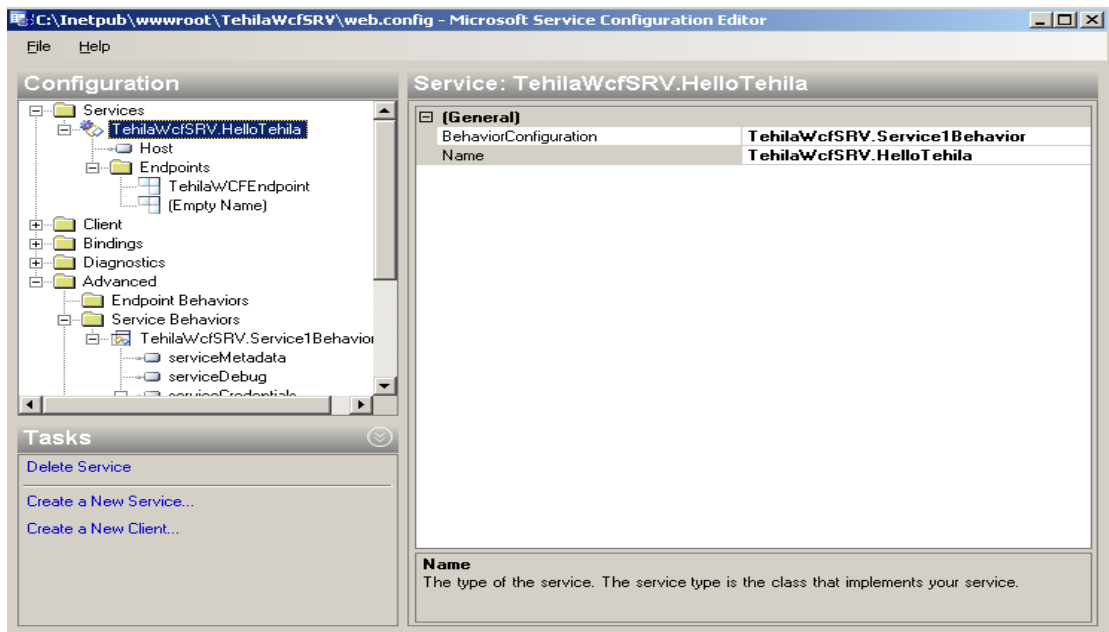 C:\Inetpub\wwwroot\TehilaWcfSRV\web.config - Microsoft Service Configuration Editor
File Help
Configuration
Services
TehilaWcfSRV.HelloTehila
Host
Endpoints
TehilaWCFEndpoint
(Empty Name)
Client
Bindings
Diagnostics
Advanced
Endpoint Behaviors
Service Behaviors
TehilaWcfSRV.Service1Behavior
serviceMetadata
serviceDebug
serviceCredentials
Tasks
Delete Service
Create a New Service...
Create a New Client...
Service: TehilaWcfSRV.HelloTehila
(General)
BehaviorConfiguration TehilaWcfSRV.Service1Behavior
Name TehilaWcfSRV.HelloTehila
Name
The type of the service. The service type is the class that implements your service.